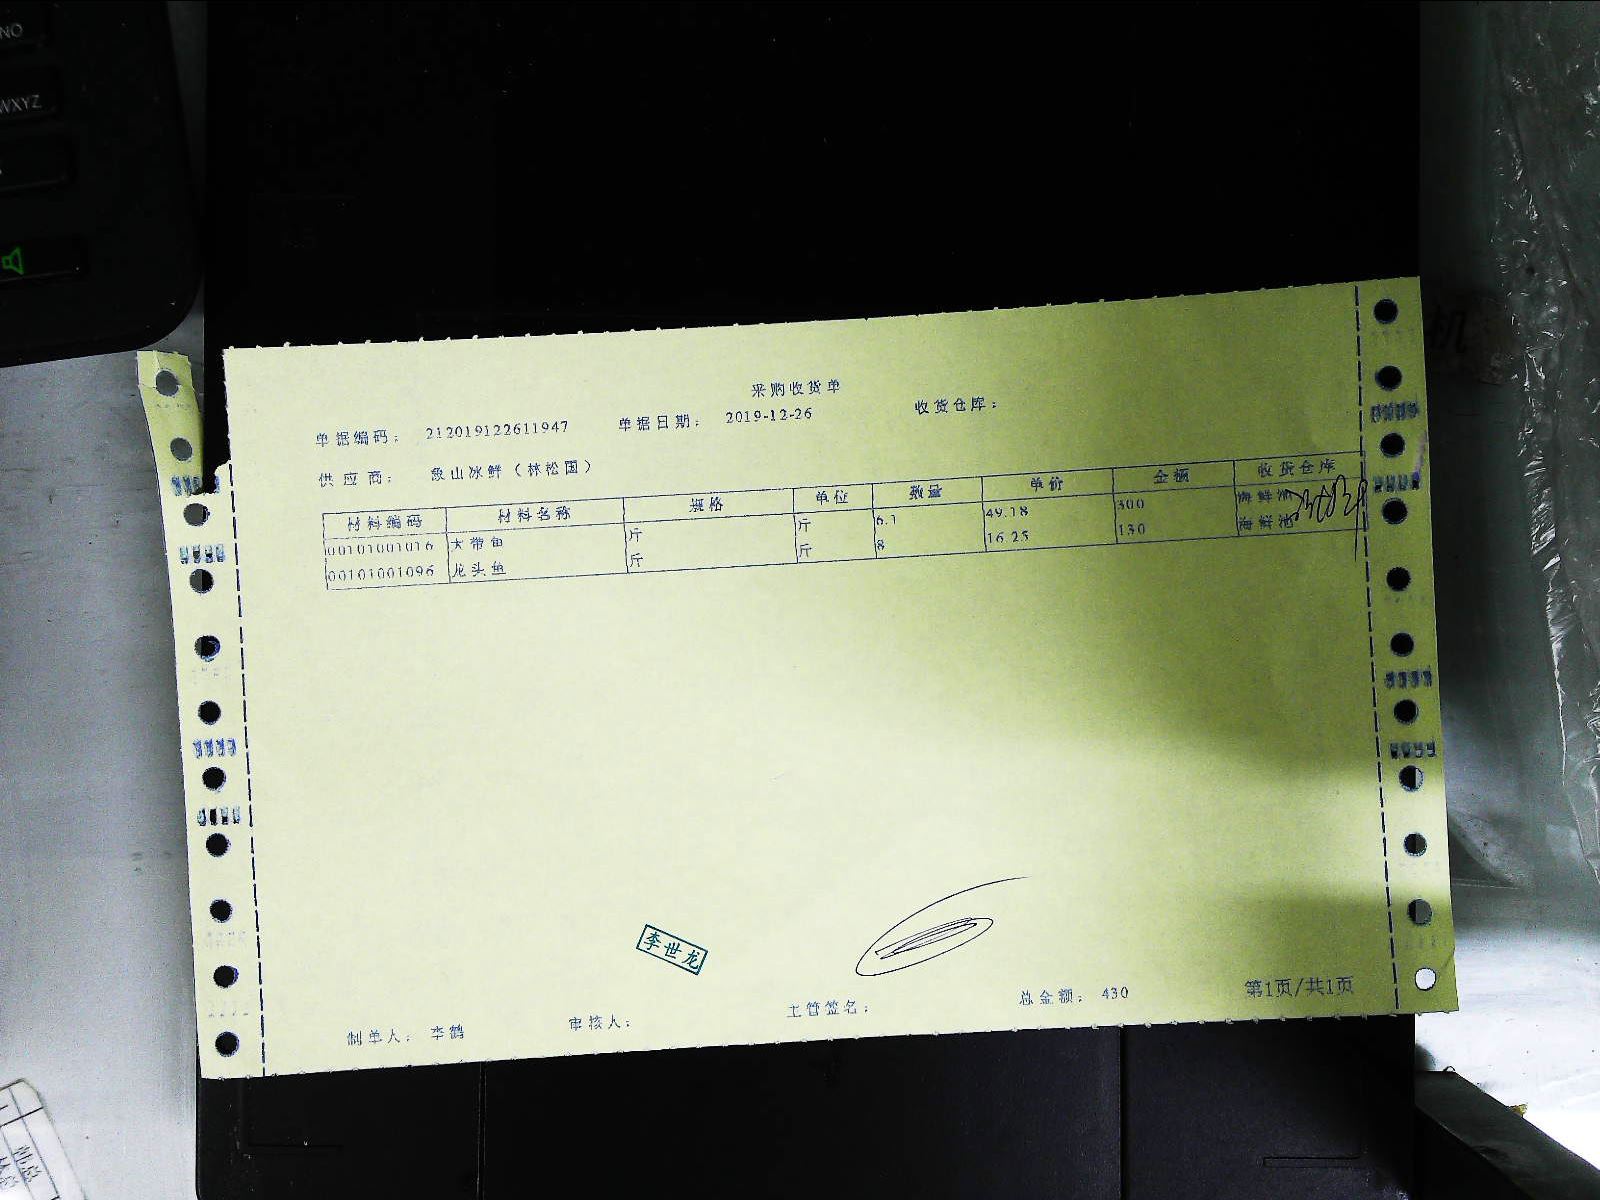 NO
WXYZ
采购收货单
单据编码： 212019122611947 单据日期： 2019-12-26 收货仓库：
供应商： 象山冰鲜（林松国）
材料编码 材料名称 规格 单位 数量 单价 金额 收货仓库
00101001016 大带鱼 斤 斤 6.1 49.18 300 海鲜池
00101001096 龙头鱼 斤 斤 8 16.25 130 海鲜池
李世龙
制单人： 李鹤 审核人： 主管签名： 总金额： 430 第1页/共1页
机